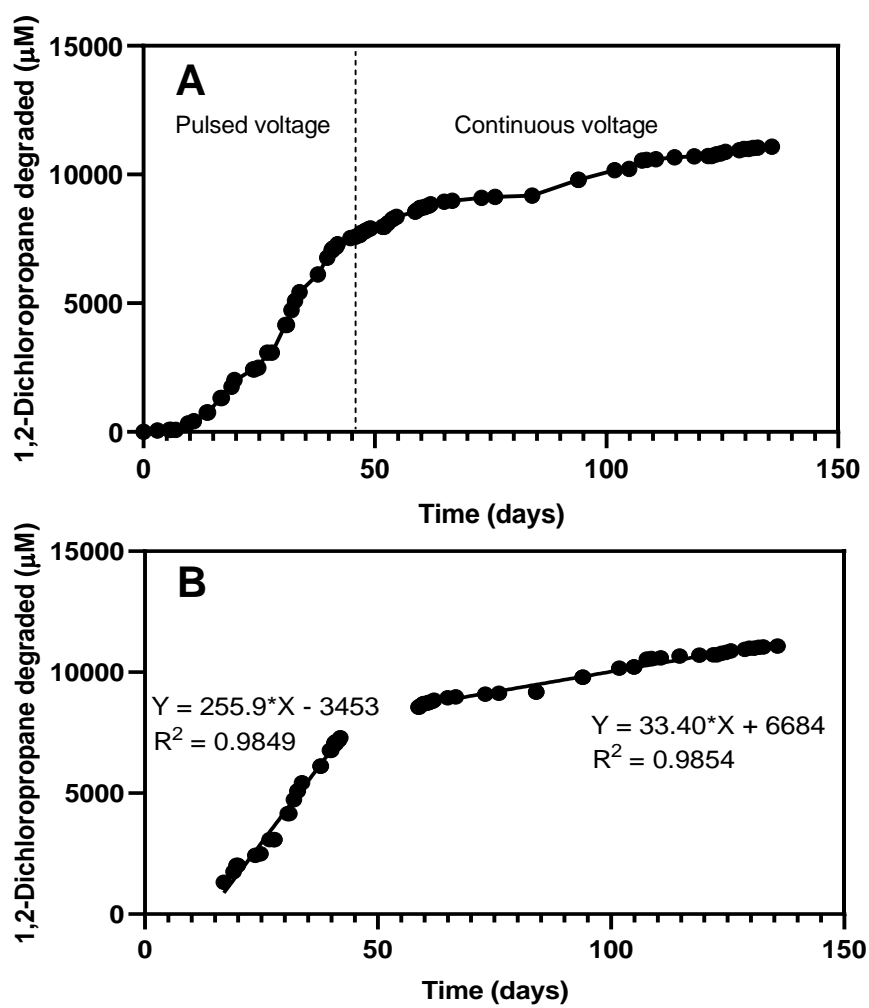 15000
A
Pulsed voltage
Continuous voltage
10000
5000
0
1,2-Dichloropropane degraded (μM)
0
50
100
150
Time (days)
15000
B
10000
Y = 255.9*X - 3453
R² = 0.9849
Y = 33.40*X + 6684
R² = 0.9854
5000
0
1,2-Dichloropropane degraded (μM)
0
50
100
150
Time (days)